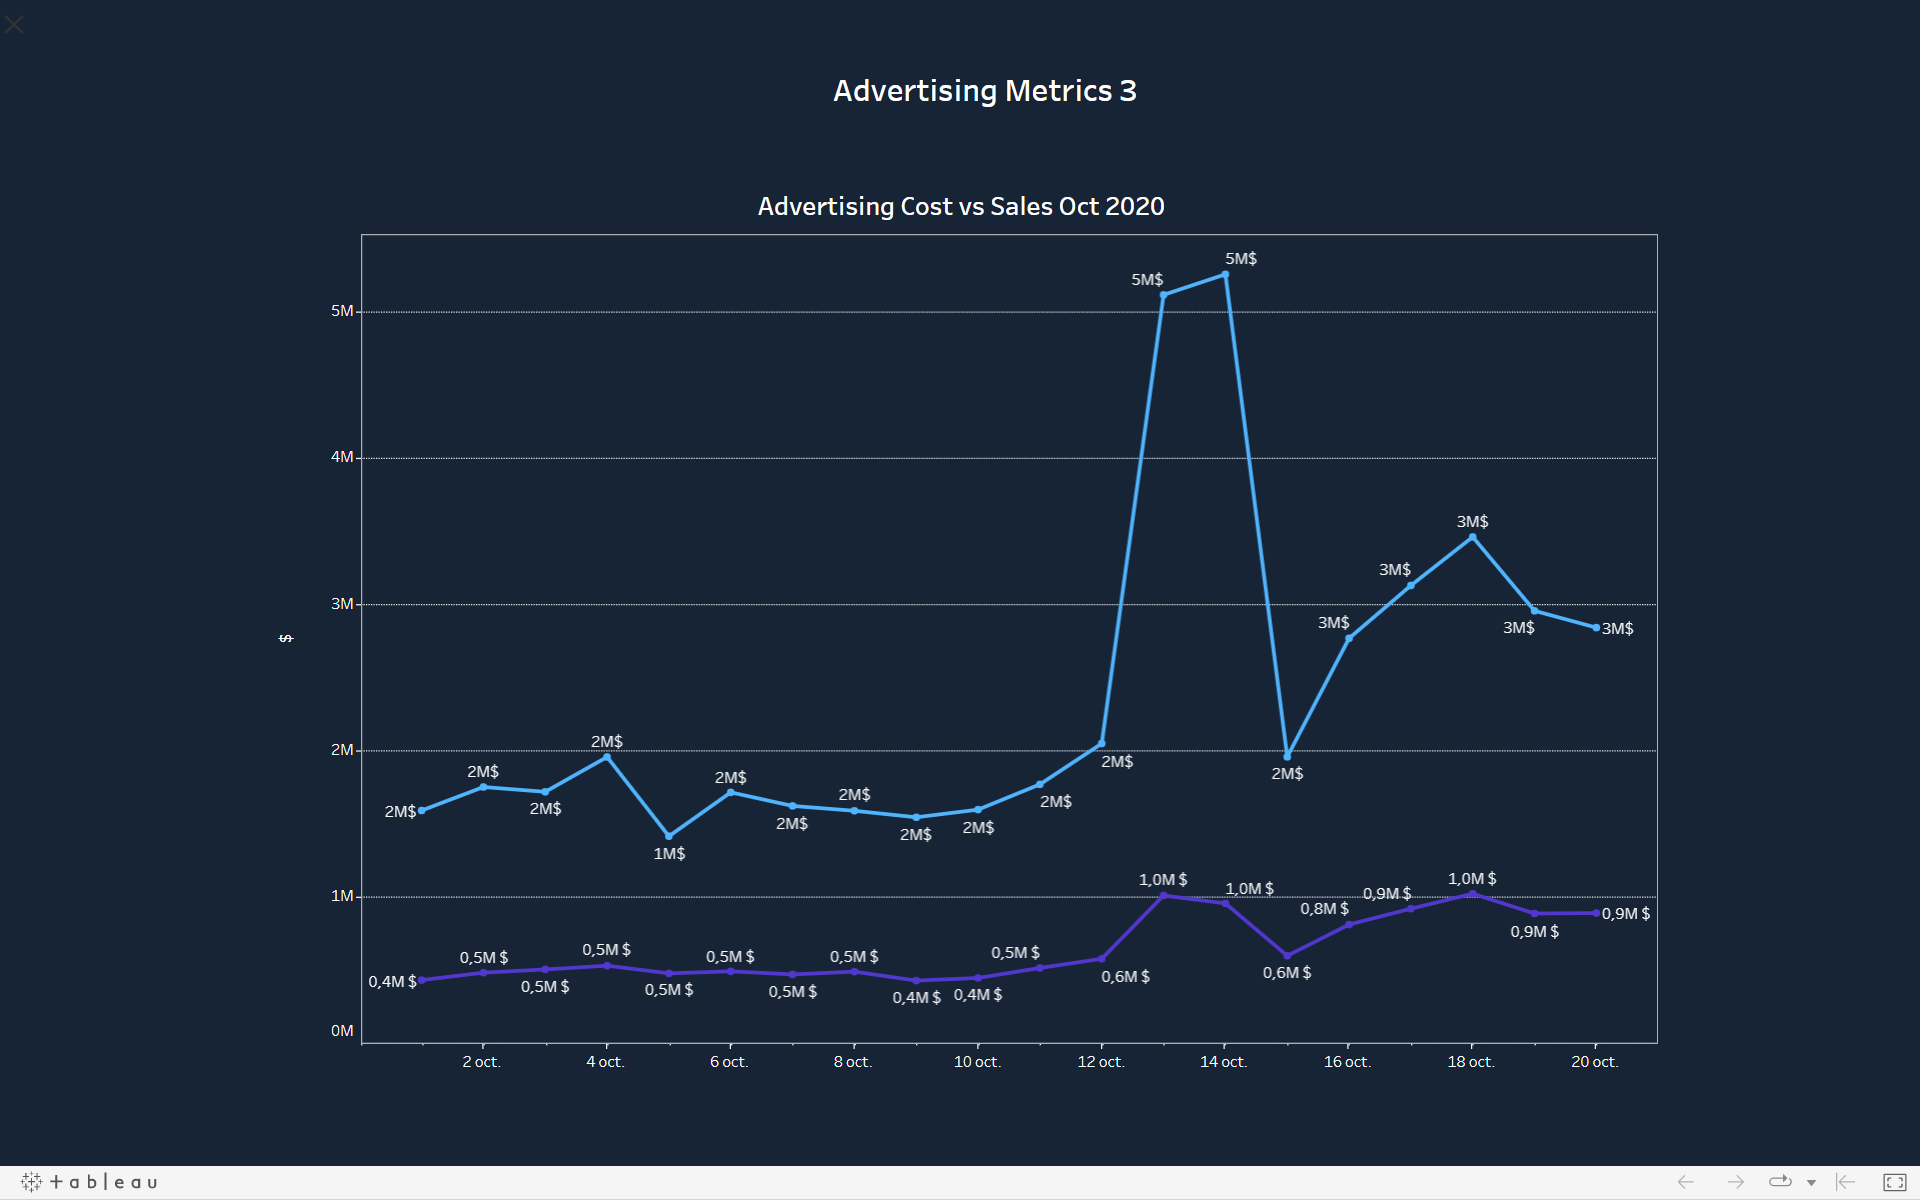 Advertising Metrics 3
Advertising Cost vs Sales Oct 2020
5M$
5M$
5M
4M
3M$
3M$
3M
3M$
3M$
3M$
$
2M$
2M
2M$
2M$
2M$
2M$
2M$
2M$
2M$
2M$
2M$
2M$
2M$
2M$
1M$
1,0M $
1,0M $
1,0M $
1M
0,9M $
0,8M $
0,9M $
0,9M $
0,5M $
0,5M $
0,5M $
0,5M $
0,5M $
0,4M $
0,5M $
0,5M $
0,5M $
0,4M $
0,4M $
0,6M $
0,6M $
0M
2 oct.
4 oct.
6 oct.
8 oct.
10 oct.
12 oct.
14 oct.
16 oct.
18 oct.
20 oct.
+ a b l e a u